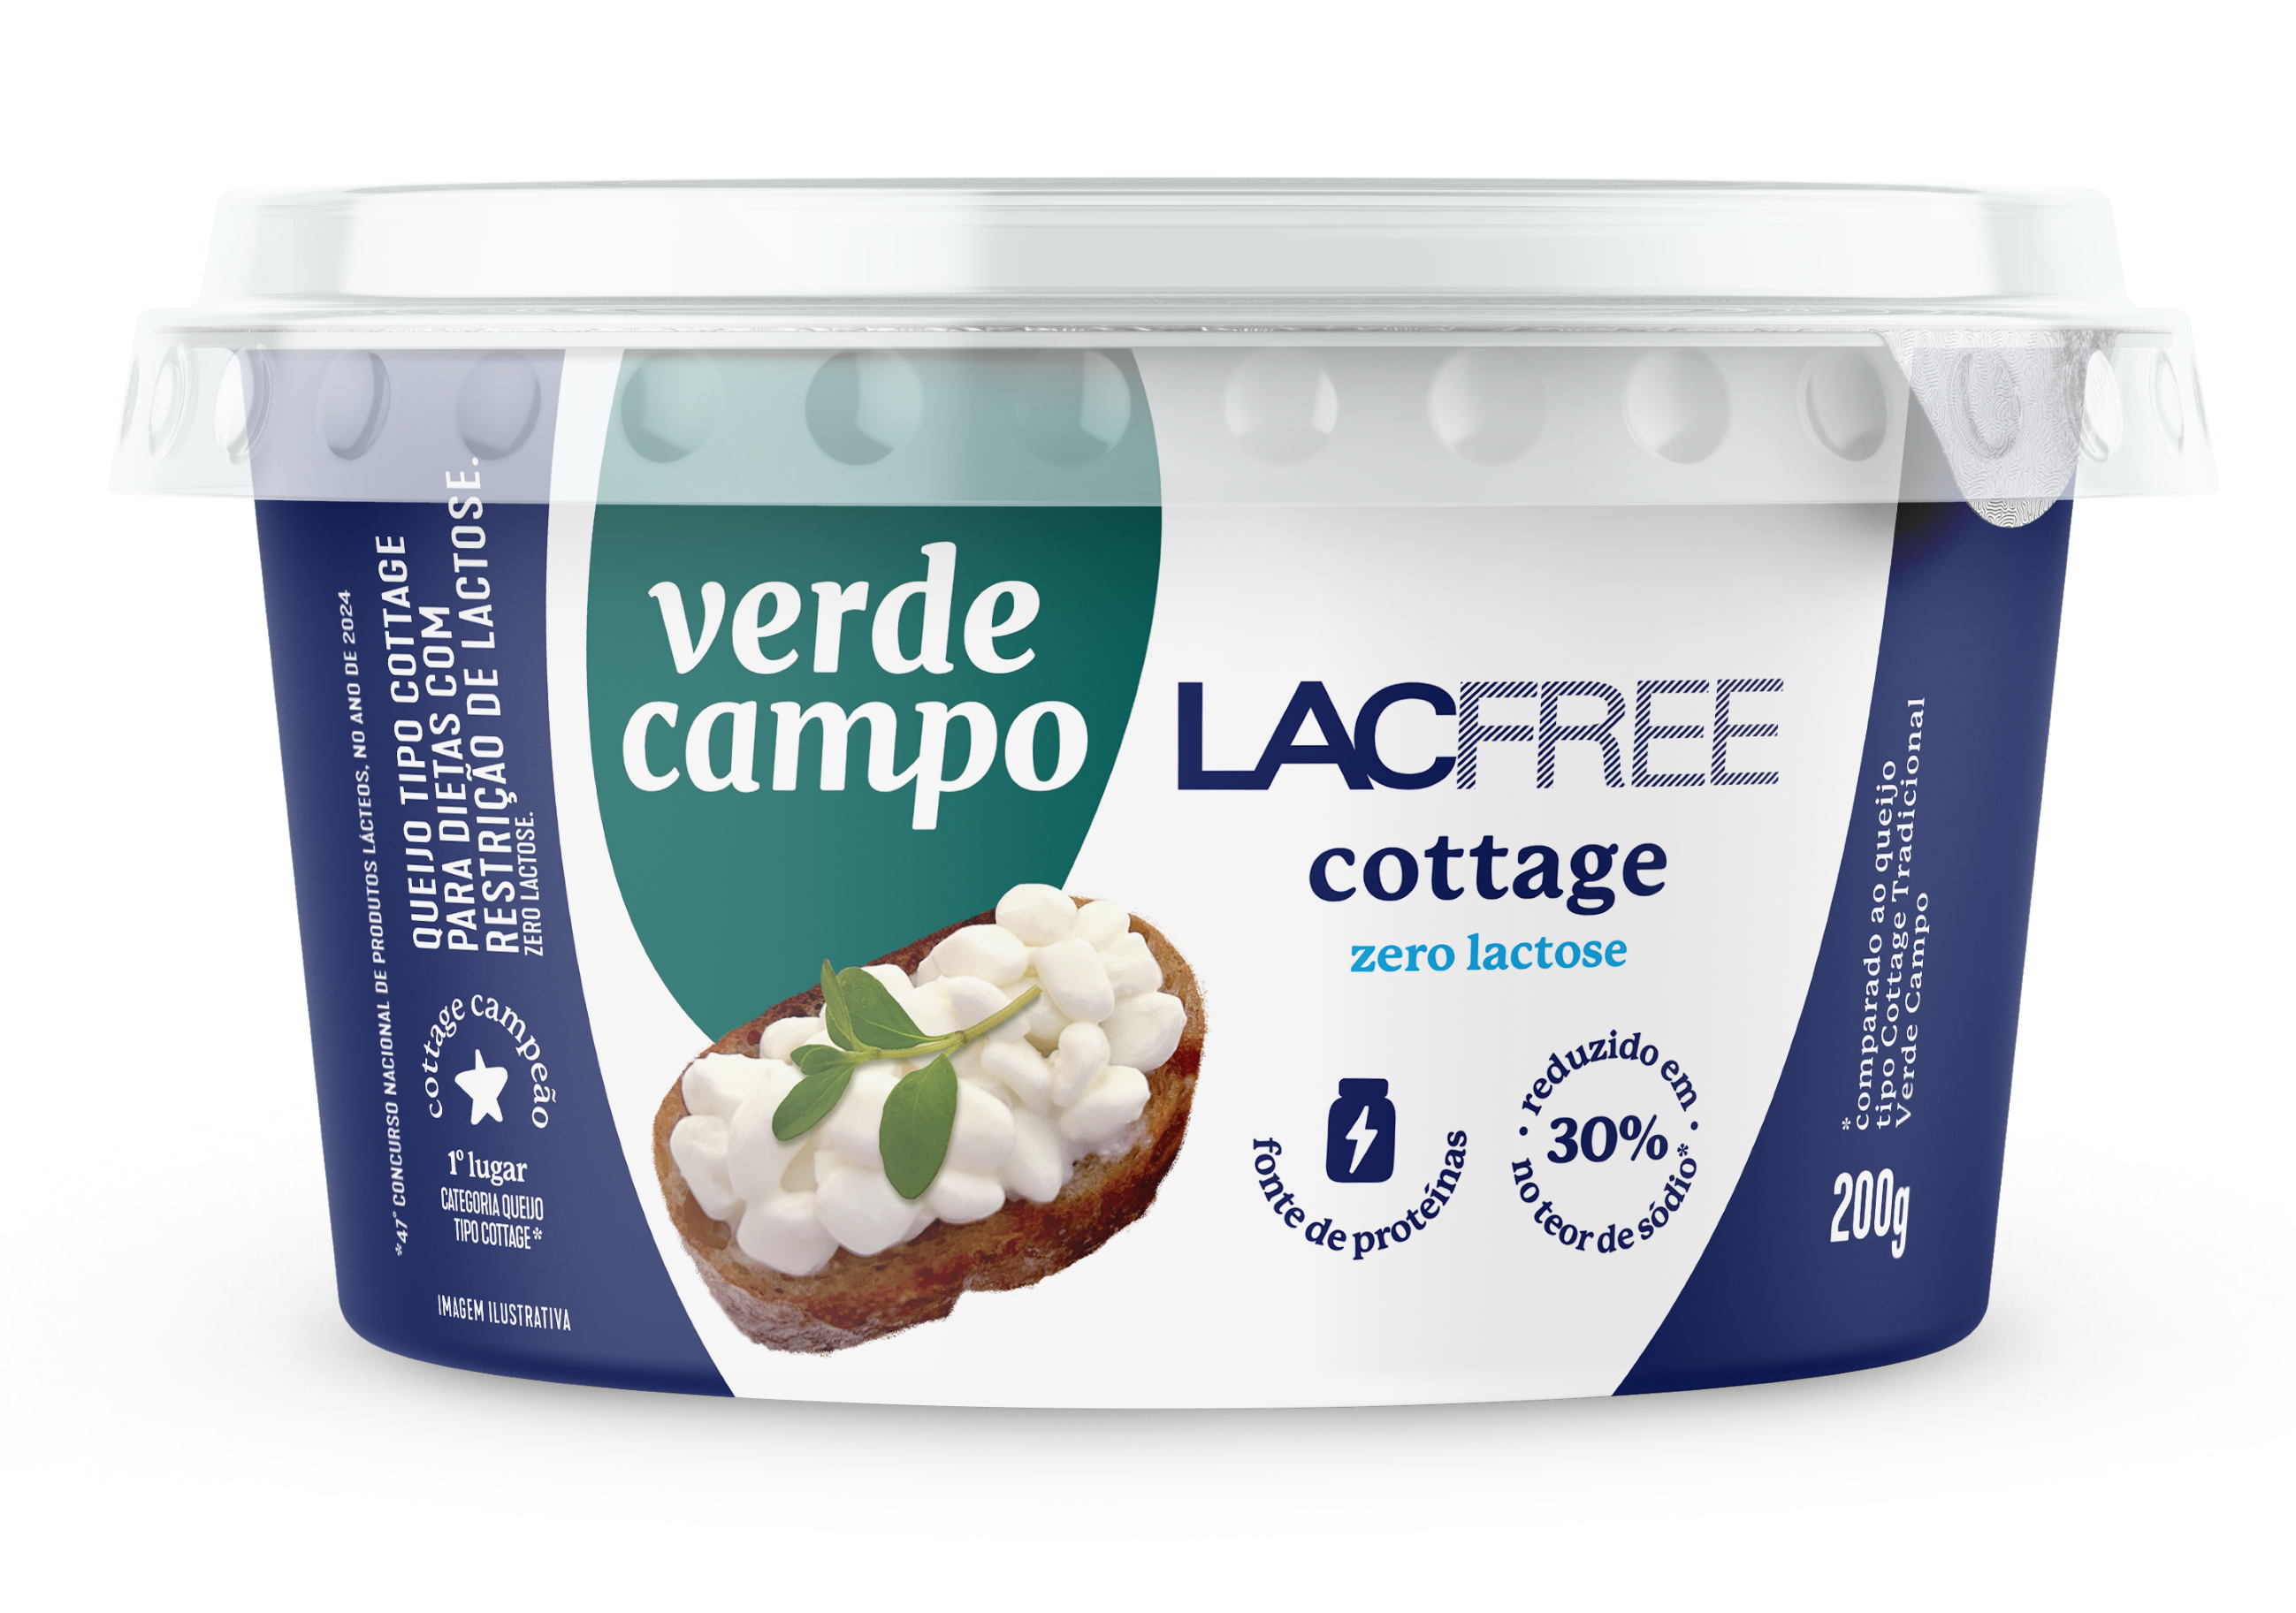 *47° CONCURSO NACIONAL DE PRODUTOS LÁCTEOS, NO ANO DE 2024
QUEIJO TIPO COTTAGE
PARA DIETAS COM
RESTRIÇÃO DE LACTOSE.
ZERO LACTOSE.
cottage campeão
1º lugar
CATEGORIA QUEIJO
TIPO COTTAGE*
IMAGEM ILUSTRATIVA
verde
campo
LACFREE
cottage
zero lactose
fonte de proteínas
reduzido em
30%
no teor de sódio*
*comparado ao queijo
tipo Cottage Tradicional
Verde Campo
200g